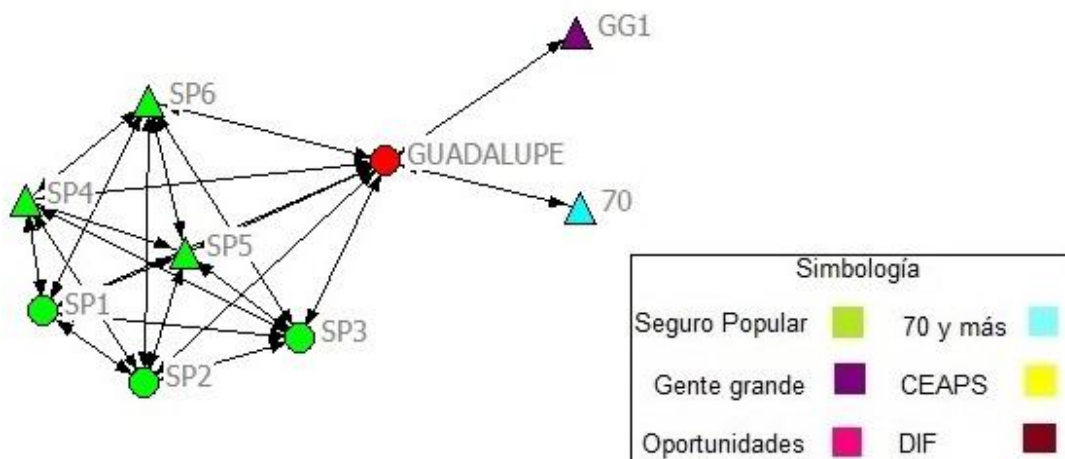 GG1
SP6
GUADALUPE
SP4
70
SP5
SP1
SP3
SP2
Simbología
Seguro Popular 70 y más
Gente grande CEAPS
Oportunidades DIF